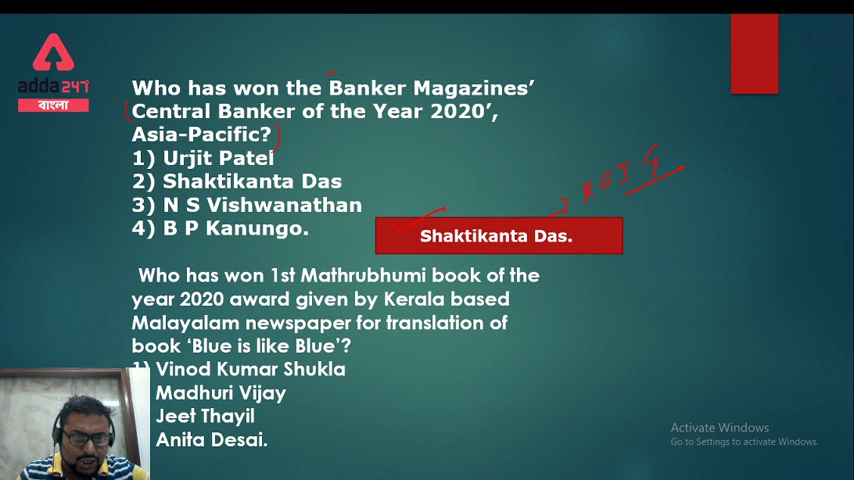 adda247
বাংলা
Who has won the Banker Magazines’
Central Banker of the Year 2020’,
Asia-Pacific?
1) Urjit Patel
2) Shaktikanta Das
3) N S Vishwanathan
4) B P Kanungo.
RBI G
Shaktikanta Das.
Who has won 1st Mathrubhumi book of the
year 2020 award given by Kerala based
Malayalam newspaper for translation of
book ‘Blue is like Blue’?
1) Vinod Kumar Shukla
Madhuri Vijay
Jeet Thayil
Anita Desai.
Activate Windows
Go to Settings to activate Windows.